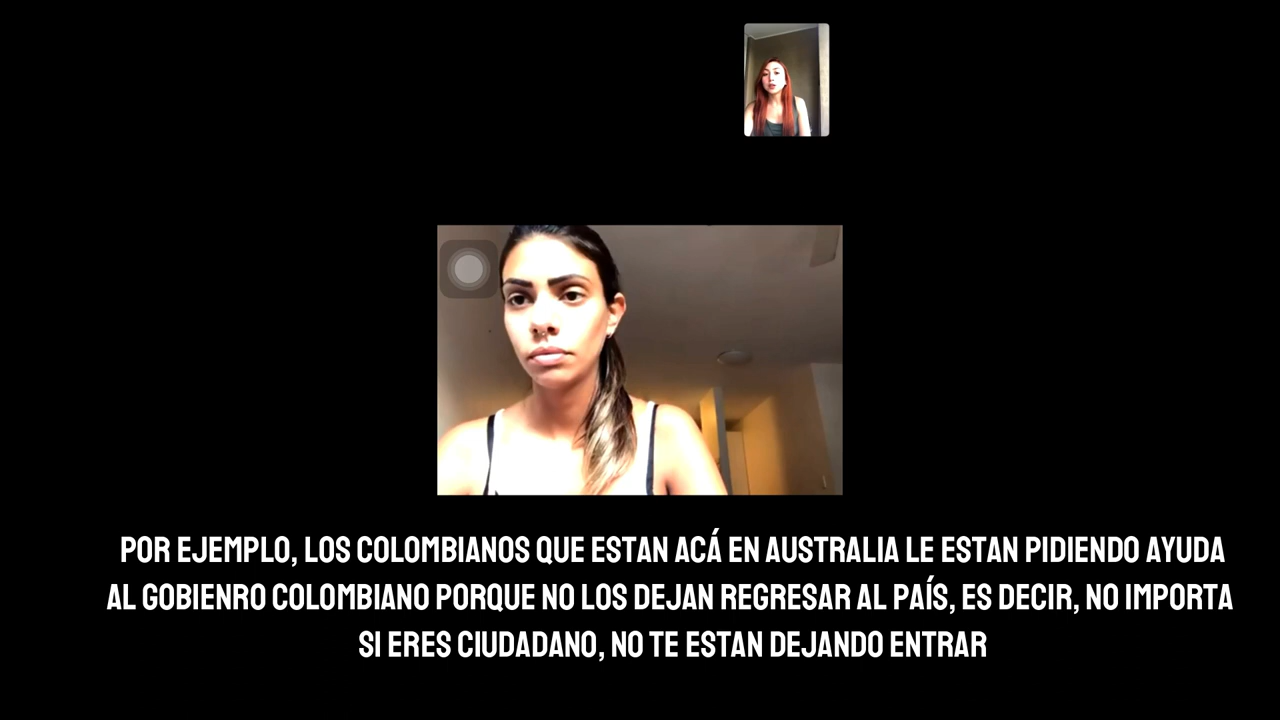 POR EJEMPLO, LOS COLOMBIANOS QUE ESTAN ACÁ EN AUSTRALIA LE ESTAN PIDIENDO AYUDA
AL GOBIENRO COLOMBIANO PORQUE NO LOS DEJAN REGRESAR AL PAÍS, ES DECIR, NO IMPORTA
SI ERES CIUDADANO, NO TE ESTAN DEJANDO ENTRAR